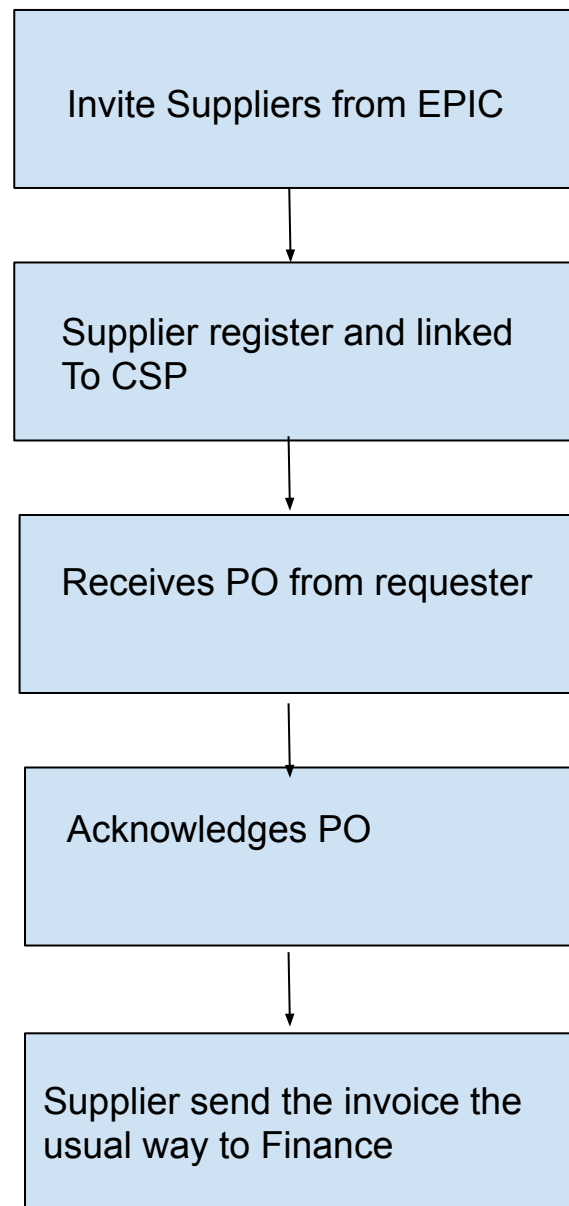 Invite Suppliers from EPIC
Supplier register and linked
To CSP
Receives PO from requester
Acknowledges PO
Supplier send the invoice the
usual way to Finance